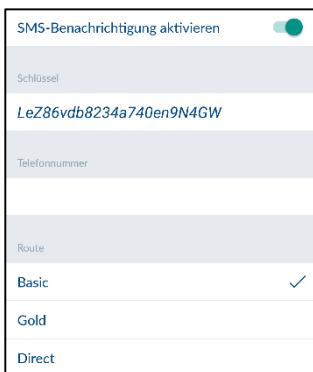 SMS-Benachrichtigung aktivieren
Schlüssel
LeZ86vdb8234a740en9N4GW
Telefonnummer
Route
Basic
Gold
Direct